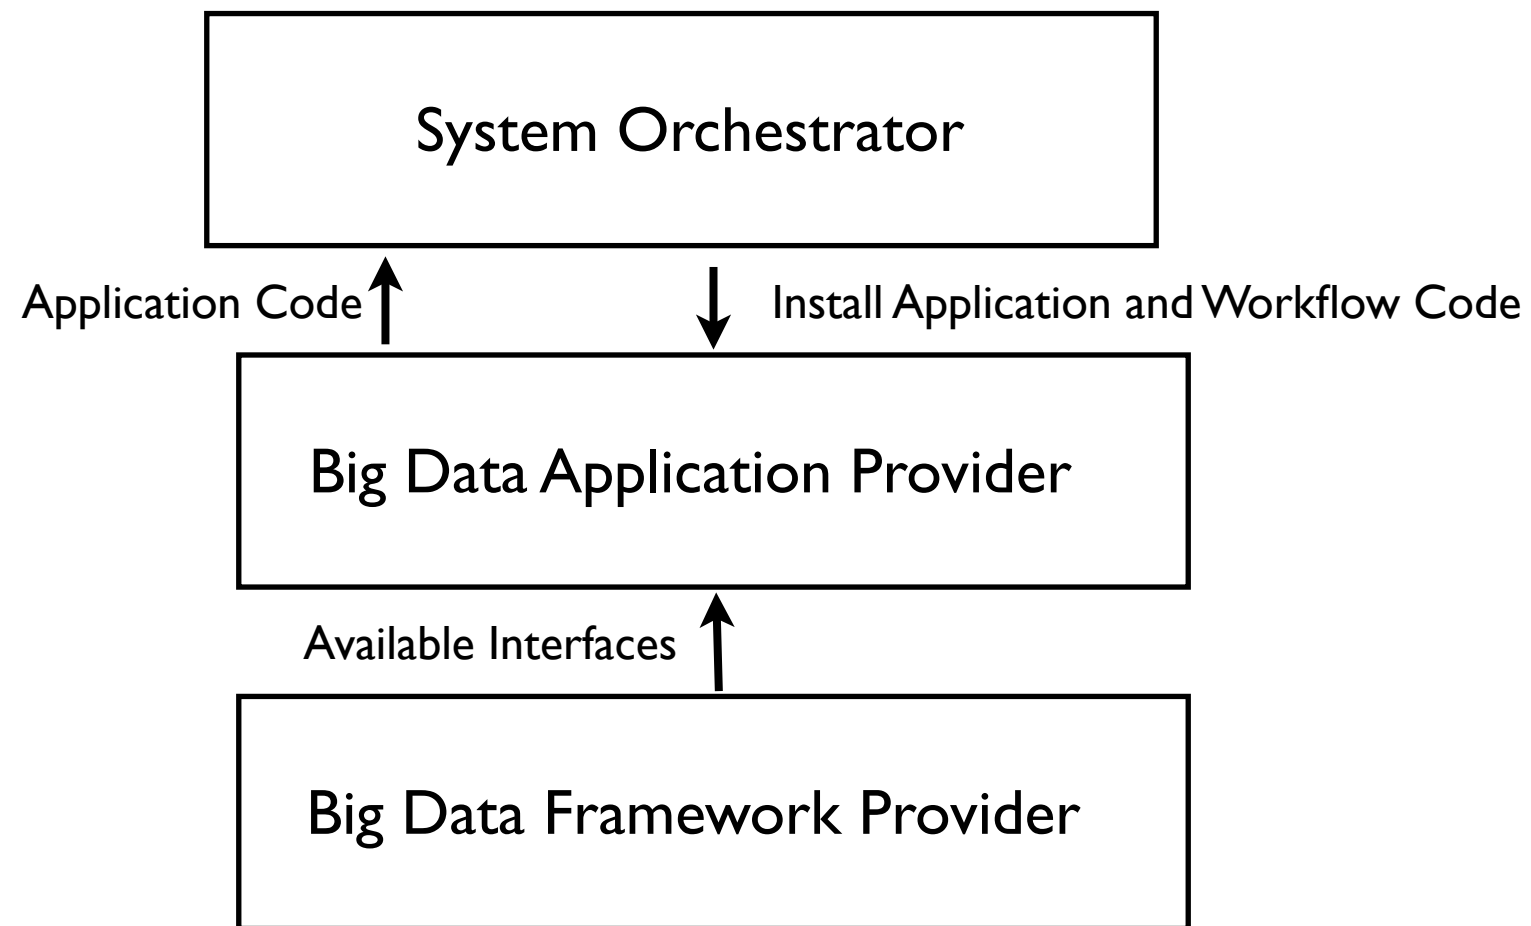 System Orchestrator
Application Code
Install Application and Workflow Code
Big Data Application Provider
Available Interfaces
Big Data Framework Provider